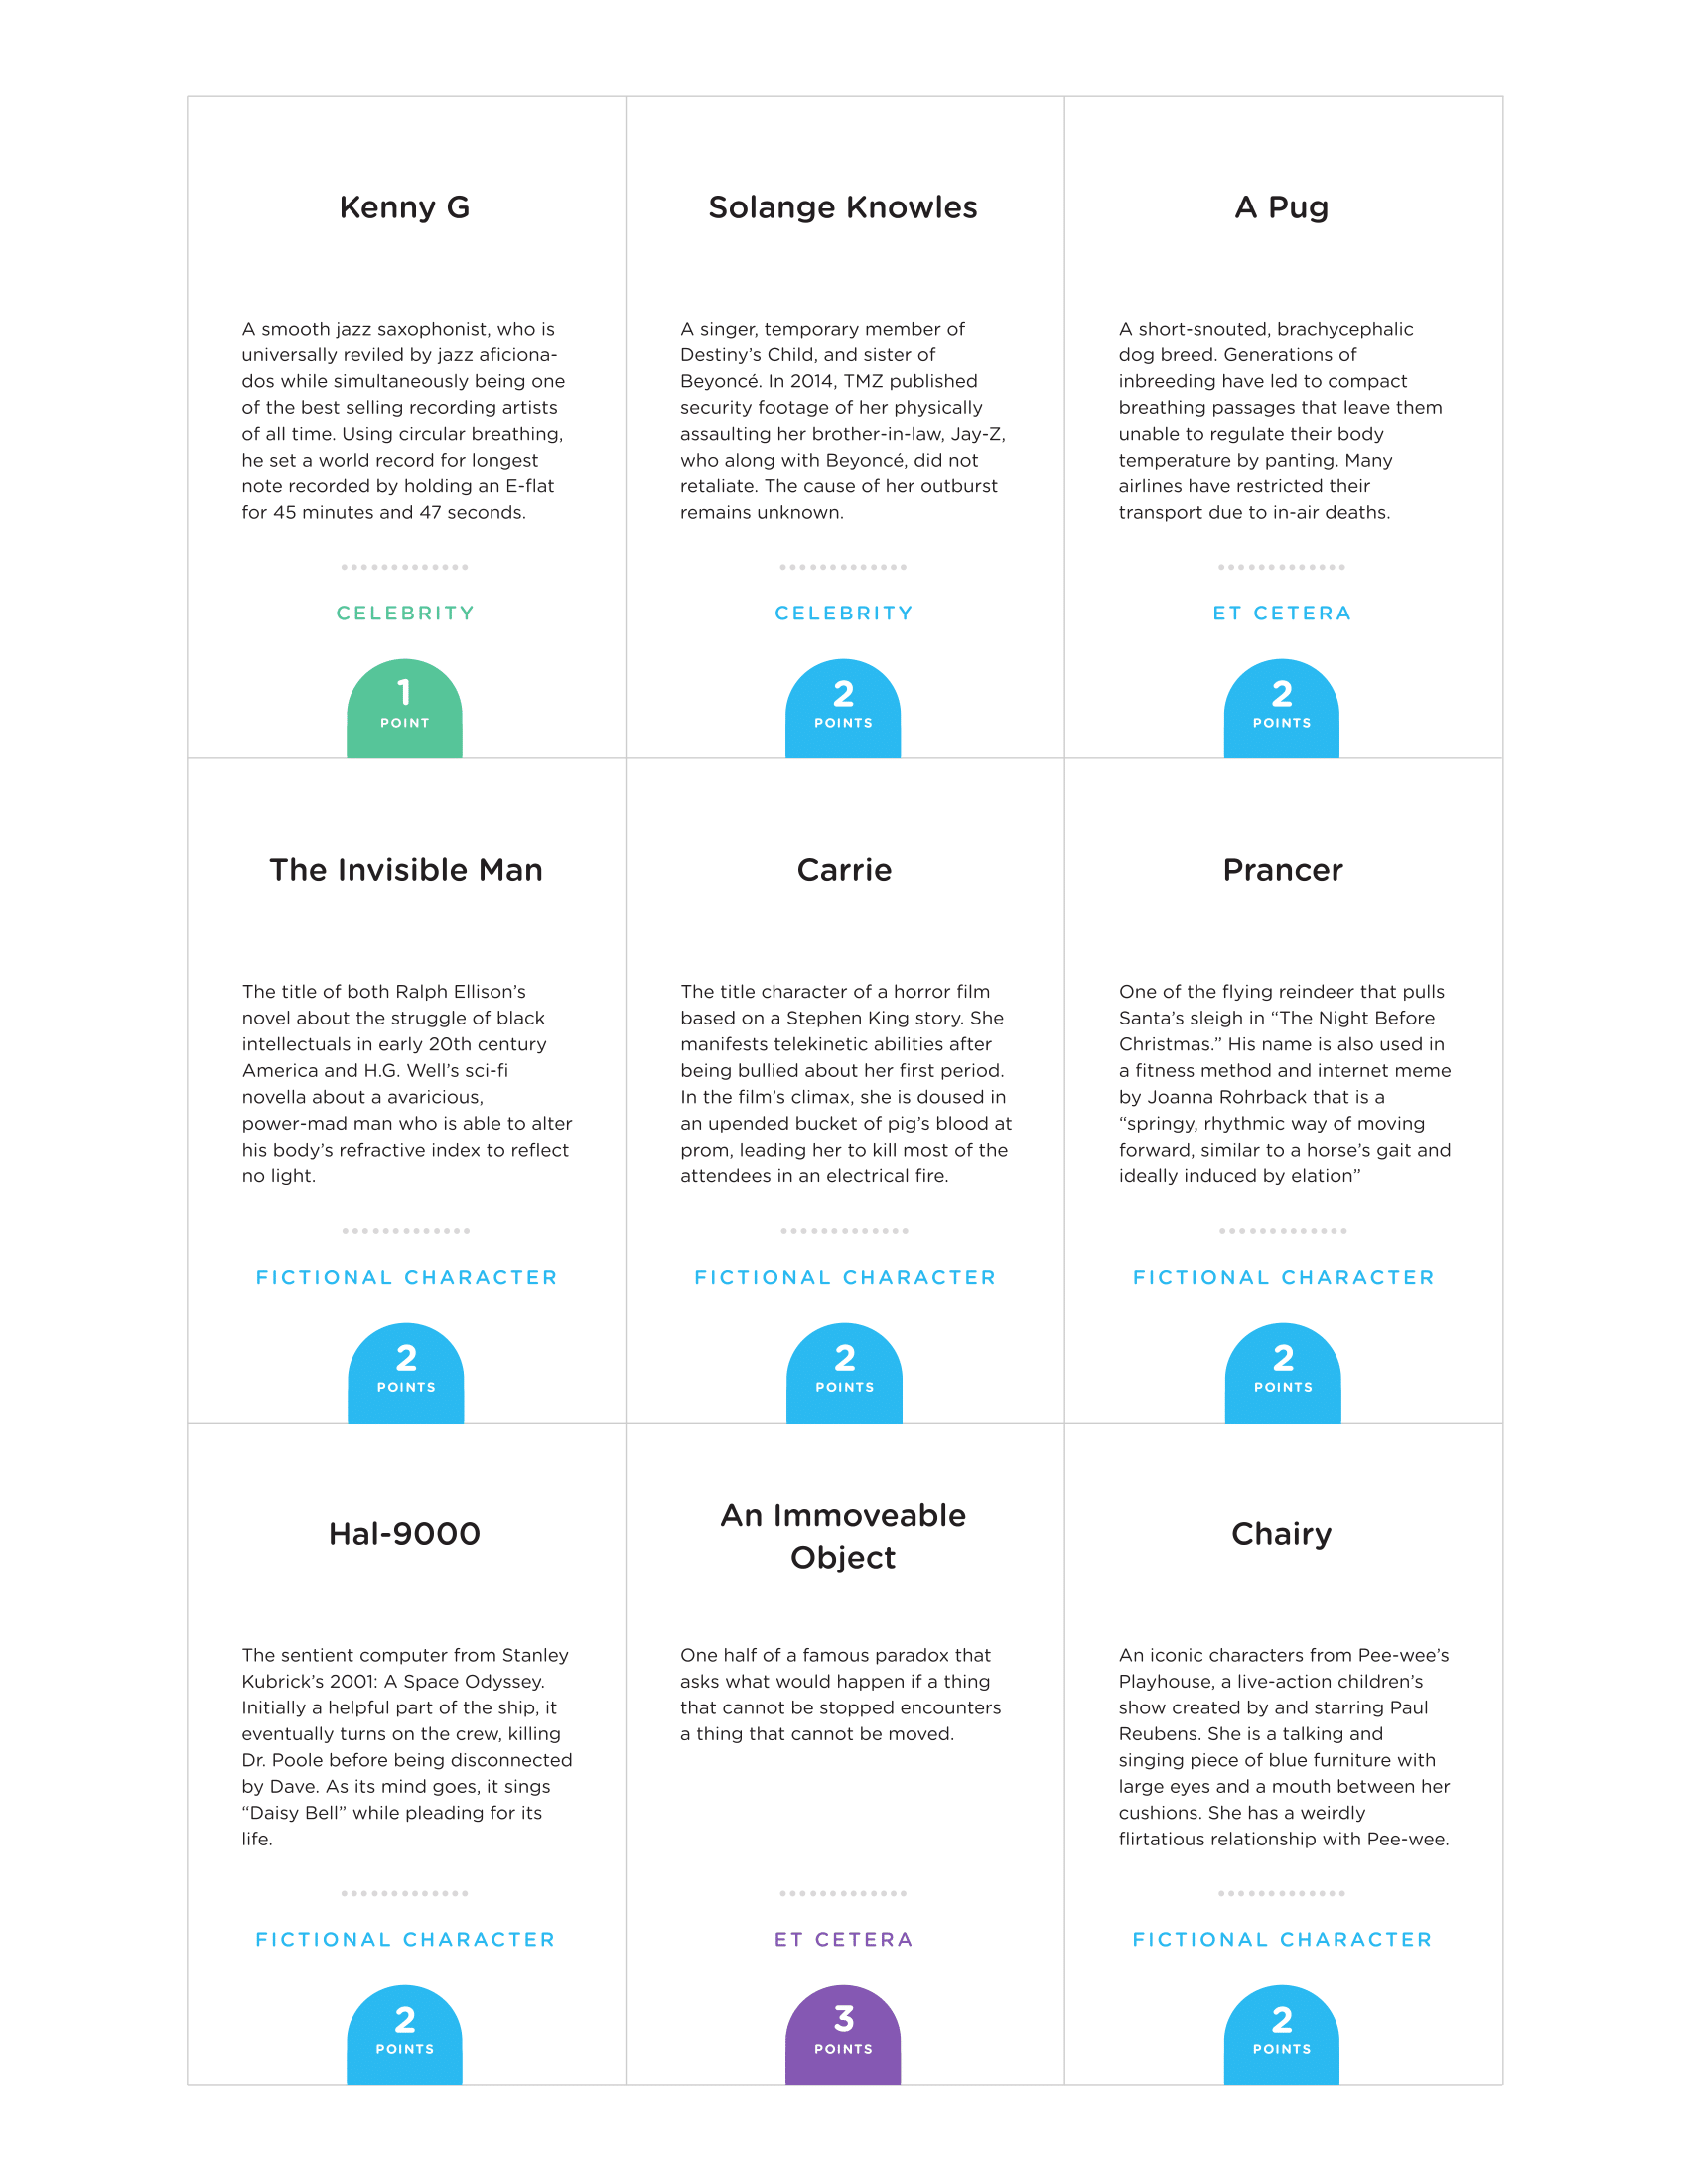 Kenny G
A smooth jazz saxophonist, who is
universally reviled by jazz aficiona-
dos while simultaneously being one
of the best selling recording artists
of all time. Using circular breathing,
he set a world record for longest
note recorded by holding an E-flat
for 45 minutes and 47 seconds.
CELEBRITY
1
POINT
Solange Knowles
A singer, temporary member of
Destiny’s Child, and sister of
Beyoncé. In 2014, TMZ published
security footage of her physically
assaulting her brother-in-law, Jay-Z,
who along with Beyoncé, did not
retaliate. The cause of her outburst
remains unknown.
CELEBRITY
2
POINTS
A Pug
A short-snouted, brachycephalic
dog breed. Generations of
inbreeding have led to compact
breathing passages that leave them
unable to regulate their body
temperature by panting. Many
airlines have restricted their
transport due to in-air deaths.
ET CETERA
2
POINTS
The Invisible Man
The title of both Ralph Ellison’s
novel about the struggle of black
intellectuals in early 20th century
America and H.G. Well’s sci-fi
novella about a avaricious,
power-mad man who is able to alter
his body’s refractive index to reflect
no light.
FICTIONAL CHARACTER
2
POINTS
Carrie
The title character of a horror film
based on a Stephen King story. She
manifests telekinetic abilities after
being bullied about her first period.
In the film’s climax, she is doused in
an upended bucket of pig’s blood at
prom, leading her to kill most of the
attendees in an electrical fire.
FICTIONAL CHARACTER
2
POINTS
Prancer
One of the flying reindeer that pulls
Santa’s sleigh in “The Night Before
Christmas.” His name is also used in
a fitness method and internet meme
by Joanna Rohrback that is a
“springy, rhythmic way of moving
forward, similar to a horse’s gait and
ideally induced by elation”
FICTIONAL CHARACTER
2
POINTS
Hal-9000
The sentient computer from Stanley
Kubrick’s 2001: A Space Odyssey.
Initially a helpful part of the ship, it
eventually turns on the crew, killing
Dr. Poole before being disconnected
by Dave. As its mind goes, it sings
“Daisy Bell” while pleading for its
life.
FICTIONAL CHARACTER
2
POINTS
An Immoveable
Object
One half of a famous paradox that
asks what would happen if a thing
that cannot be stopped encounters
a thing that cannot be moved.
ET CETERA
3
POINTS
Chairy
An iconic characters from Pee-wee’s
Playhouse, a live-action children’s
show created by and starring Paul
Reubens. She is a talking and
singing piece of blue furniture with
large eyes and a mouth between her
cushions. She has a weirdly
flirtatious relationship with Pee-wee.
FICTIONAL CHARACTER
2
POINTS